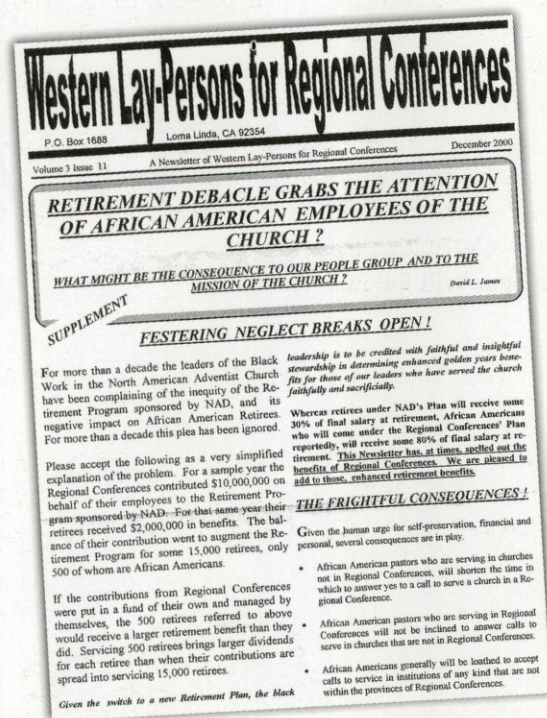 Western Lay-Persons for Regional Conferences
P.O. Box 1688 Loma Linda, CA 92354
Volume 3 Issue 11 A Newsletter of Western Lay-Persons for Regional Conferences December 2000
RETIREMENT DEBACLE GRABS THE ATTENTION
OF AFRICAN AMERICAN EMPLOYEES OF THE
CHURCH ?
WHAT MIGHT BE THE CONSEQUENCE TO OUR PEOPLE GROUP AND TO THE
MISSION OF THE CHURCH ?
David L. James
SUPPLEMENT
FESTERING NEGLECT BREAKS OPEN !
For more than a decade the leaders of the Black
Work in the North American Adventist Church
have been complaining of the inequity of the Re-
tirement Program sponsored by NAD, and its
negative impact on African American Retirees.
For more than a decade this plea has been ignored.
Please accept the following as a very simplified
explanation of the problem. For a sample year the
Regional Conferences contributed $10,000,000 on
behalf of their employees to the Retirement Pro-
gram sponsored by NAD. For that same year their
retirees received $2,000,000 in benefits. The bal-
ance of their contribution went to augment the Re-
tirement Program for some 15,000 retirees, only
500 of whom are African Americans.
If the contributions from Regional Conferences
were put in a fund of their own and managed by
themselves, the 500 retirees referred to above
would receive a larger retirement benefit than they
did. Servicing 500 retirees brings larger dividends
for each retiree than when their contributions are
spread into servicing 15,000 retirees.
Given the switch to a new Retirement Plan, the black
leadership is to be credited with faithful and insightful
stewardship in determining enhanced golden years bene-
fits for those of our leaders who have served the church
faithfully and sacrificially.
Whereas retirees under NAD's Plan will receive some
30% of final salary at retirement, African Americans
who will come under the Regional Conferences' Plan
reportedly, will receive some 80% of final salary at re-
tirement. This Newsletter has, at times, spelled out the
benefits of Regional Conferences. We are pleased to
add to those, enhanced retirement benefits.
THE FRIGHTFUL CONSEQUENCES !
Given the human urge for self-preservation, financial and
personal, several consequences are in play.
• African American pastors who are serving in churches
not in Regional Conferences, will shorten the time in
which to answer yes to a call to serve a church in a Re-
gional Conference.
• African American pastors who are serving in Regional
Conferences will not be inclined to answer calls to
serve in churches that are not in Regional Conferences.
• African Americans generally will be loathed to accept
calls to service in institutions of any kind that are not
within the provinces of Regional Conferences.